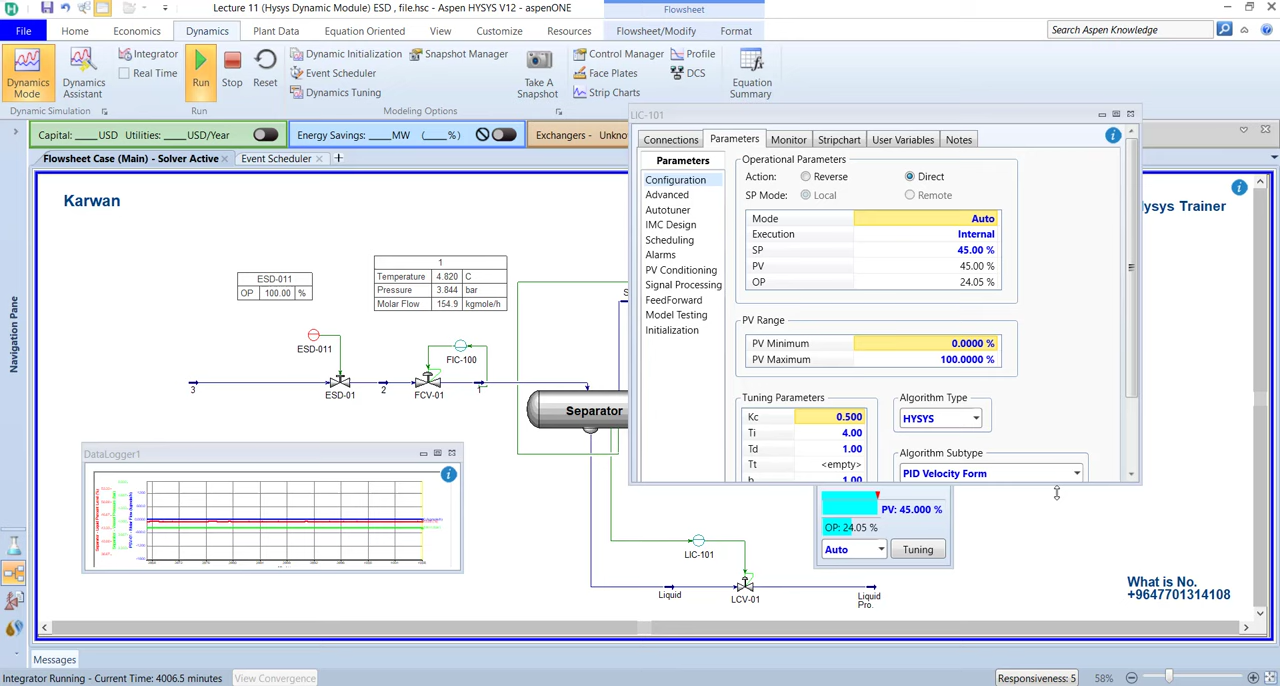 Lecture 11 (Hysys Dynamic Module) ESD , file.hsc - Aspen HYSYS V12 - aspenONE
Flowsheet
File
Home
Economics
Dynamics
Plant Data
Equation Oriented
View
Customize
Resources
Flowsheet/Modify
Format
Search Aspen Knowledge
Dynamics Mode
Dynamics Assistant
Integrator
Real Time
Run
Stop
Reset
Dynamic Initialization
Snapshot Manager
Event Scheduler
Dynamics Tuning
Take A Snapshot
Control Manager
Profile
Face Plates
DCS
Strip Charts
Equation Summary
Dynamic Simulation
Run
Modeling Options
Capital: ____USD Utilities: ____USD/Year
Energy Savings: ____MW (____%)
Exchangers - Unkno
Flowsheet Case (Main) - Solver Active
Event Scheduler
Navigation Pane
Karwan
ysys Trainer
ESD-011
OP 100.00 %
1
Temperature 4.820 C
Pressure 3.844 bar
Molar Flow 154.9 kgmole/h
ESD-011
FIC-100
3
ESD-01
2
FCV-01
1
Separator
DataLogger1
LIC-101
LCV-01
Liquid
Liquid Pro.
LIC-101
Connections
Parameters
Monitor
Stripchart
User Variables
Notes
Parameters
Configuration
Advanced
Autotuner
IMC Design
Scheduling
Alarms
PV Conditioning
Signal Processing
FeedForward
Model Testing
Initialization
Operational Parameters
Action: Reverse Direct
SP Mode: Local Remote
Mode Auto
Execution Internal
SP 45.00 %
PV 45.00 %
OP 24.05 %
PV Range
PV Minimum 0.0000 %
PV Maximum 100.0000 %
Tuning Parameters
Kc 0.500
Ti 4.00
Td 1.00
Tt <empty>
b 1.00
Algorithm Type
HYSYS
Algorithm Subtype
PID Velocity Form
PV: 45.000 %
OP: 24.05 %
Auto
Tuning
What is No.
+9647701314108
Messages
Integrator Running - Current Time: 4006.5 minutes
View Convergence
Responsiveness: 5
58%